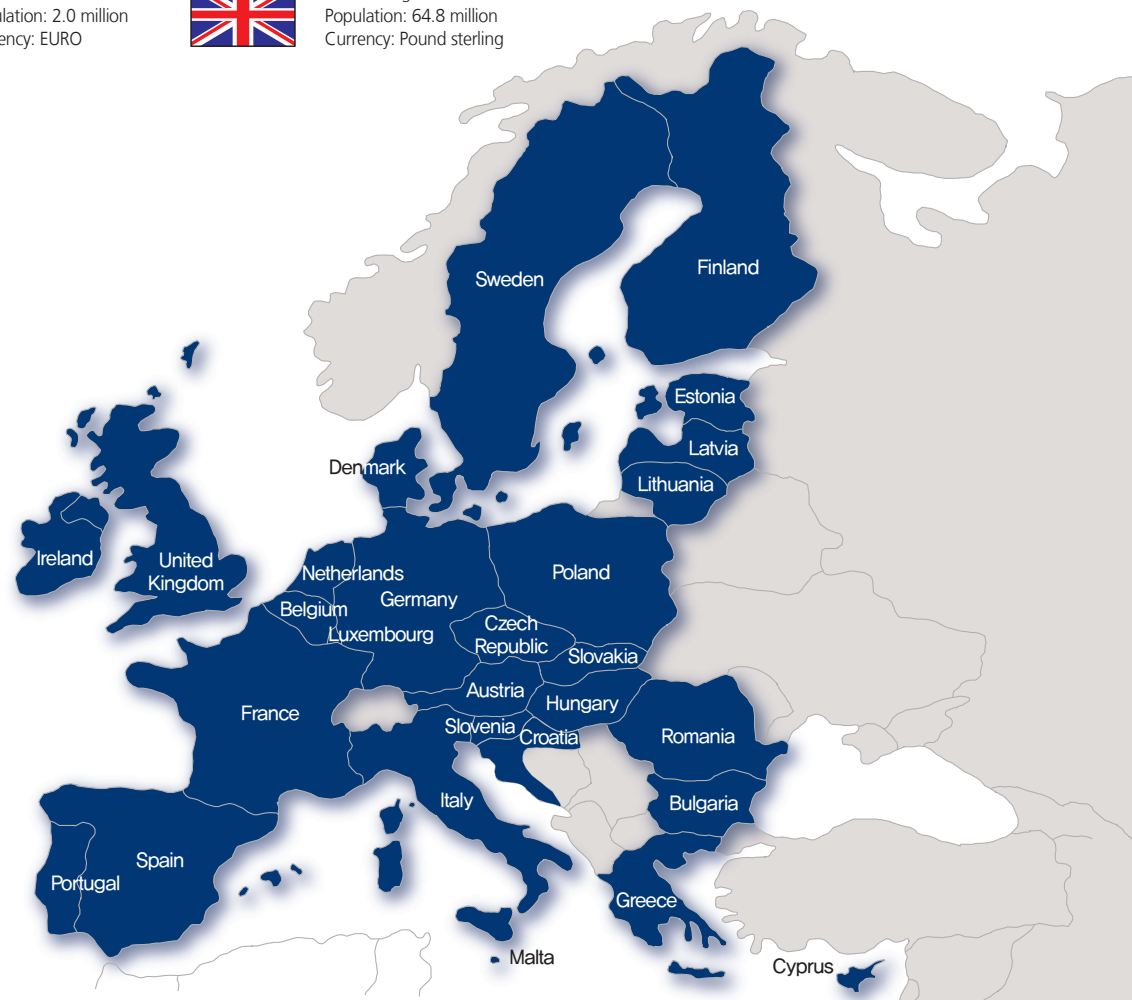 ulation: 2.0 million
ency: EURO
Population: 64.8 million
Currency: Pound sterling
Sweden
Finland
Estonia
Latvia
Lithuania
Denmark
Ireland
United
Kingdom
Netherlands
Belgium
Germany
Luxembourg
Poland
Czech
Republic
Slovakia
Austria
Hungary
France
Slovenia
Croatia
Romania
Italy
Bulgaria
Spain
Portugal
Greece
Malta
Cyprus